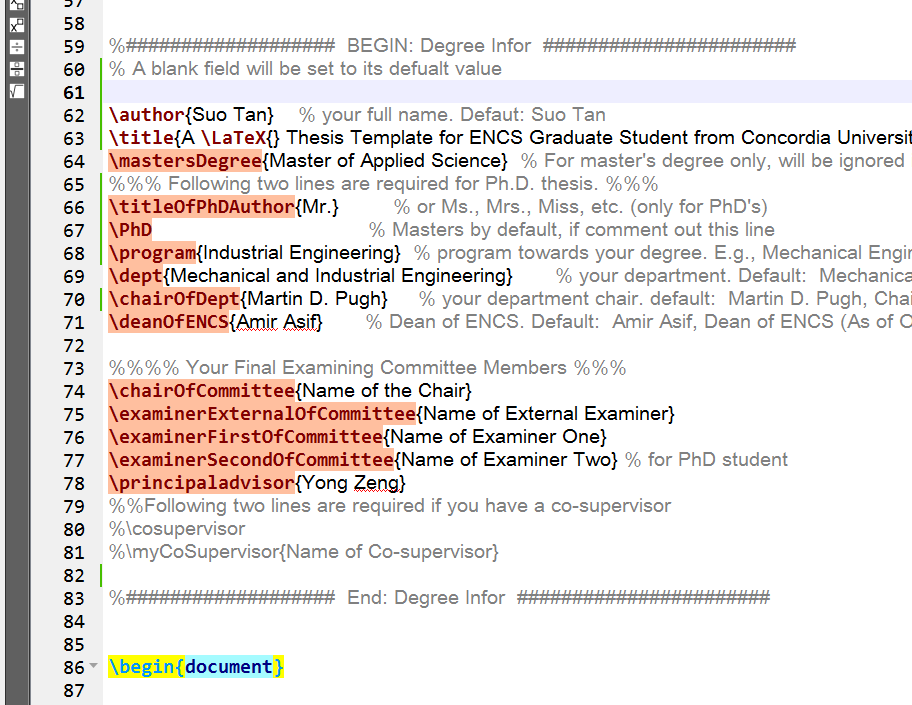 57
58
59 %################### BEGIN: Degree Infor #######################
60 % A blank field will be set to its defualt value
61
62 \author{Suo Tan} % your full name. Defaut: Suo Tan
63 \title{A \LaTeX{} Thesis Template for ENCS Graduate Student from Concordia Universit
64 \mastersDegree{Master of Applied Science} % For master's degree only, will be ignored
65 %%% Following two lines are required for Ph.D. thesis. %%%
66 \titleOfPhDAuthor{Mr.} % or Ms., Mrs., Miss, etc. (only for PhD's)
67 \PhD % Masters by default, if comment out this line
68 \program{Industrial Engineering} % program towards your degree. E.g., Mechanical Engin
69 \dept{Mechanical and Industrial Engineering} % your department. Default: Mechanica
70 \chairOfDept{Martin D. Pugh} % your department chair. default: Martin D. Pugh, Chai
71 \deanOfENCS{Amir Asif} % Dean of ENCS. Default: Amir Asif, Dean of ENCS (As of O
72
73 %%%% Your Final Examining Committee Members %%%
74 \chairOfCommittee{Name of the Chair}
75 \examinerExternalOfCommittee{Name of External Examiner}
76 \examinerFirstOfCommittee{Name of Examiner One}
77 \examinerSecondOfCommittee{Name of Examiner Two} % for PhD student
78 \principaladvisor{Yong Zeng}
79 %%Following two lines are required if you have a co-supervisor
80 %\cosupervisor
81 %\myCoSupervisor{Name of Co-supervisor}
82
83 %################### End: Degree Infor #######################
84
85
86 \begin{document}
87